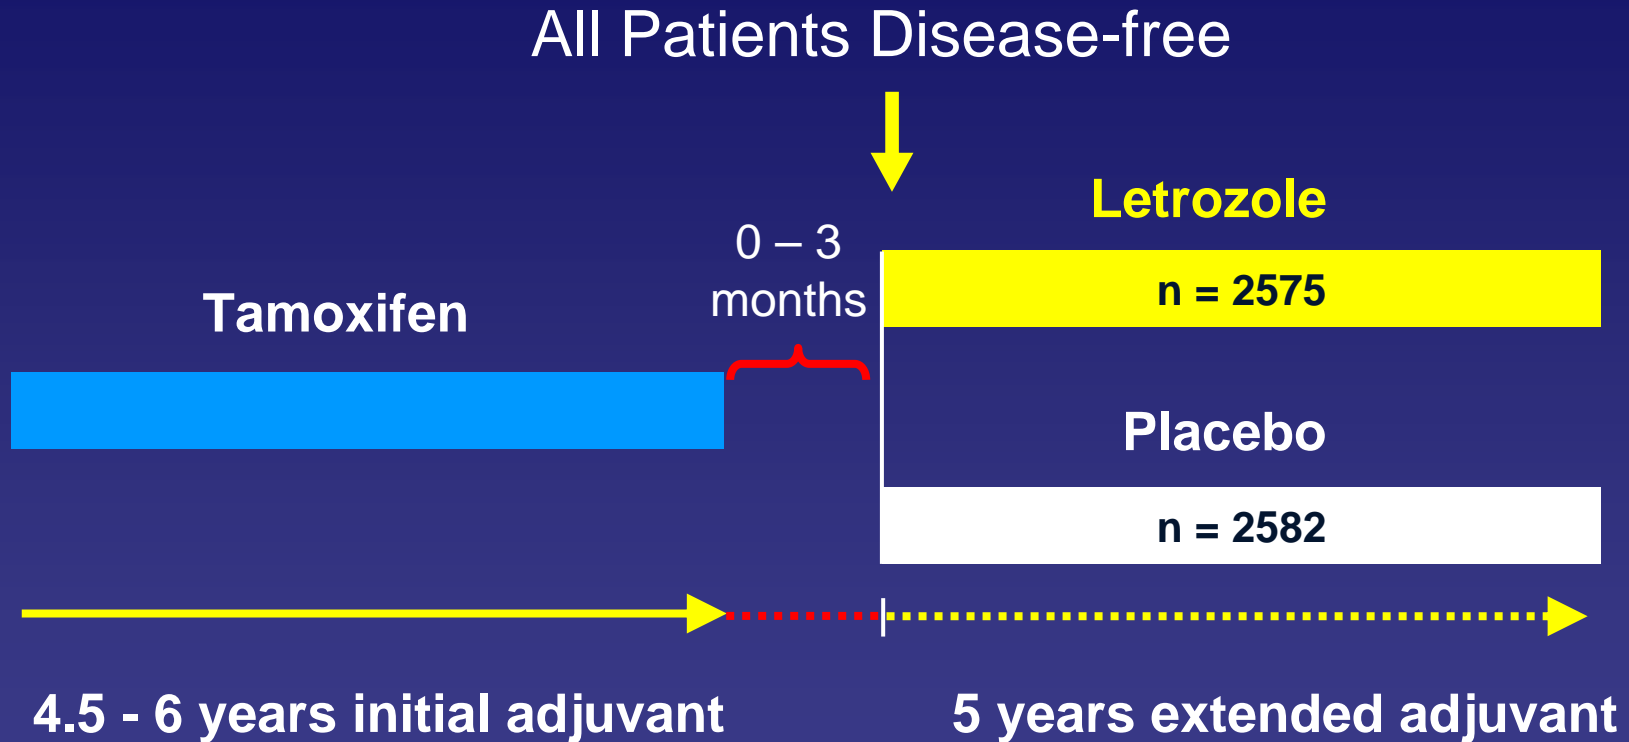 All Patients Disease-free
Letrozole
0 – 3
months
n = 2575
Tamoxifen
Placebo
n = 2582
4.5 - 6 years initial adjuvant
5 years extended adjuvant